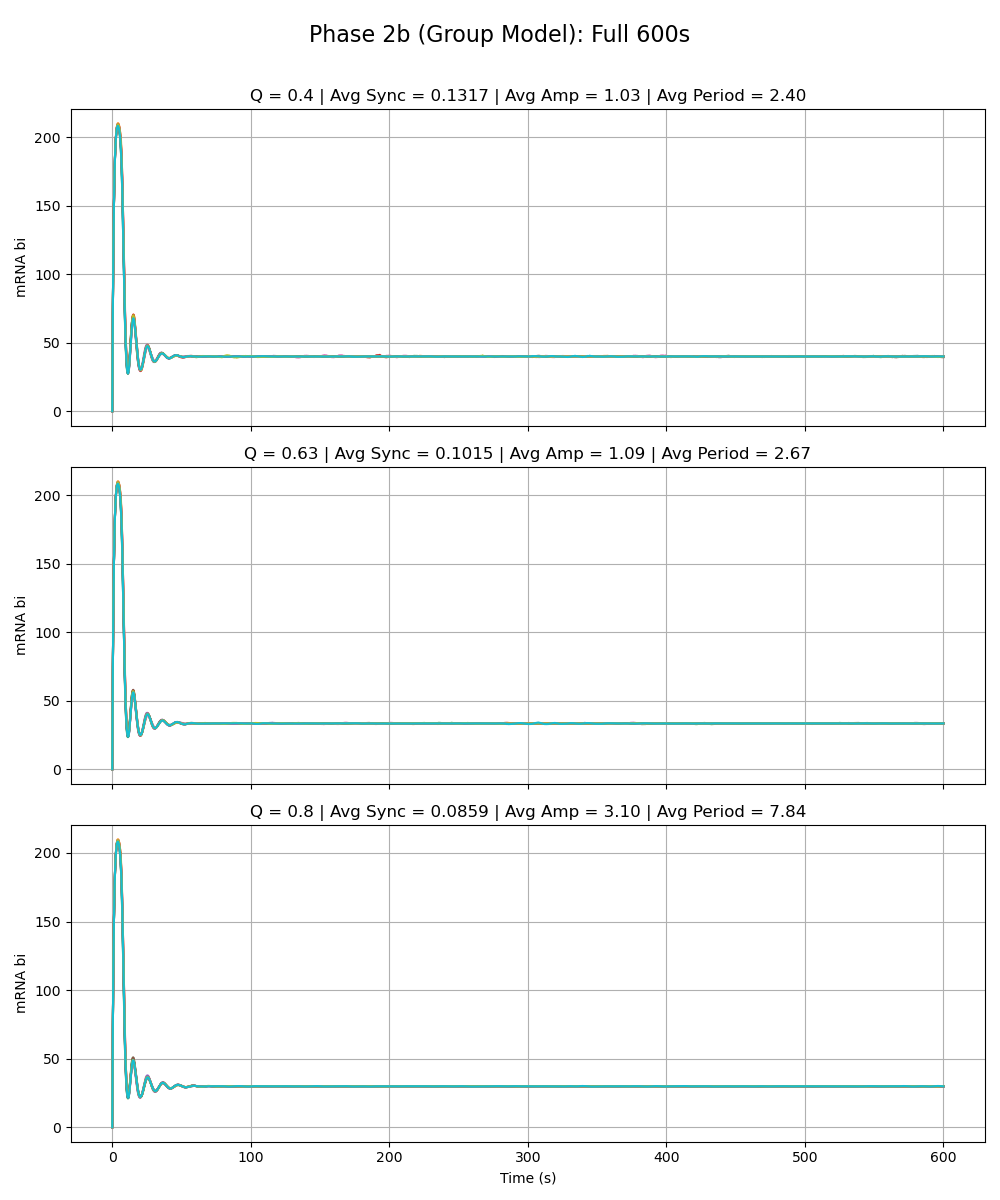 Phase 2b (Group Model): Full 600s
Q = 0.4 | Avg Sync = 0.1317 | Avg Amp = 1.03 | Avg Period = 2.40
200
150
100
50
0
mRNA bi
Q = 0.63 | Avg Sync = 0.1015 | Avg Amp = 1.09 | Avg Period = 2.67
200
150
100
50
0
mRNA bi
Q = 0.8 | Avg Sync = 0.0859 | Avg Amp = 3.10 | Avg Period = 7.84
200
150
100
50
0
mRNA bi
0 100 200 300 400 500 600
Time (s)